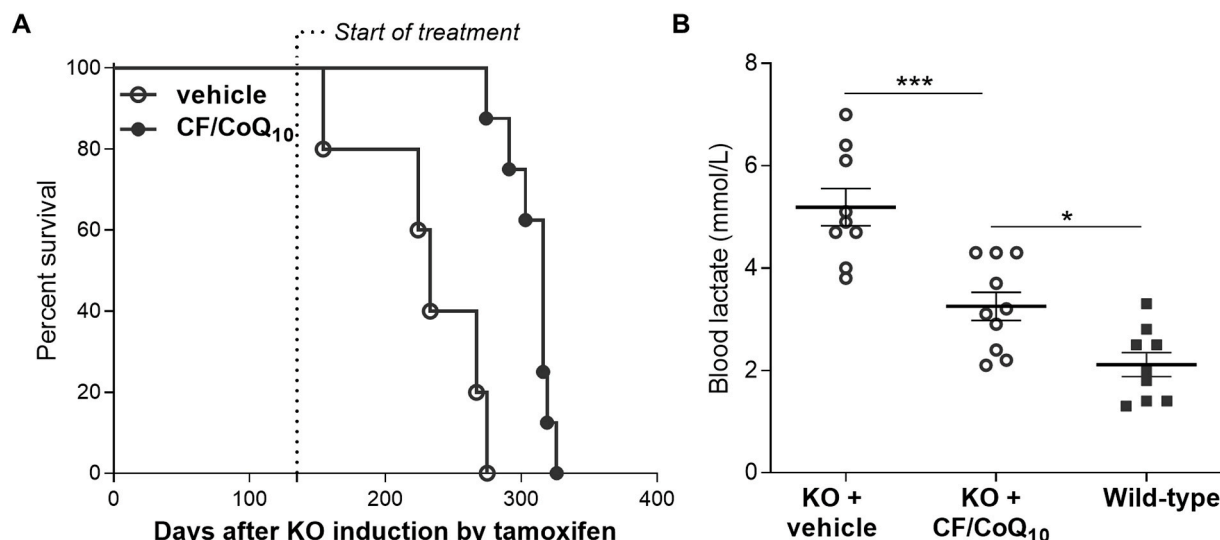 A
Start of treatment
100
80
60
40
20
0
Percent survival
vehicle
CF/CoQ₁₀
0
100
200
300
400
Days after KO induction by tamoxifen
B
8
6
4
2
0
Blood lactate (mmol/L)
***
*
KO +
vehicle
KO +
CF/CoQ₁₀
Wild-type